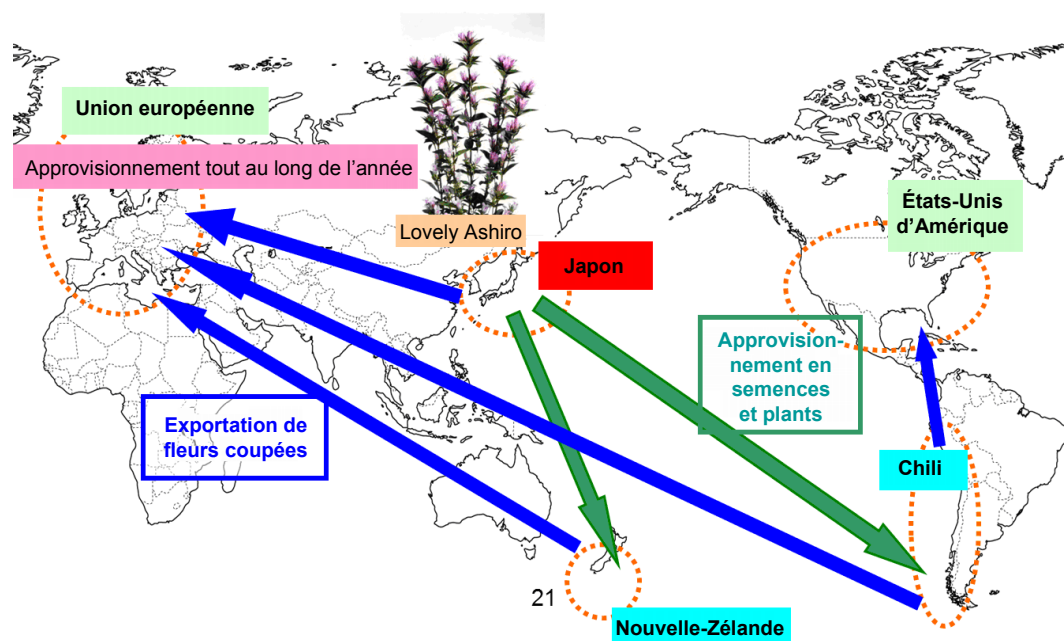 Union européenne
Approvisionnement tout au long de l’année
Lovely Ashiro
Japon
États-Unis
d’Amérique
Approvision-
nement en
semences
et plants
Exportation de
fleurs coupées
Chili
21
Nouvelle-Zélande